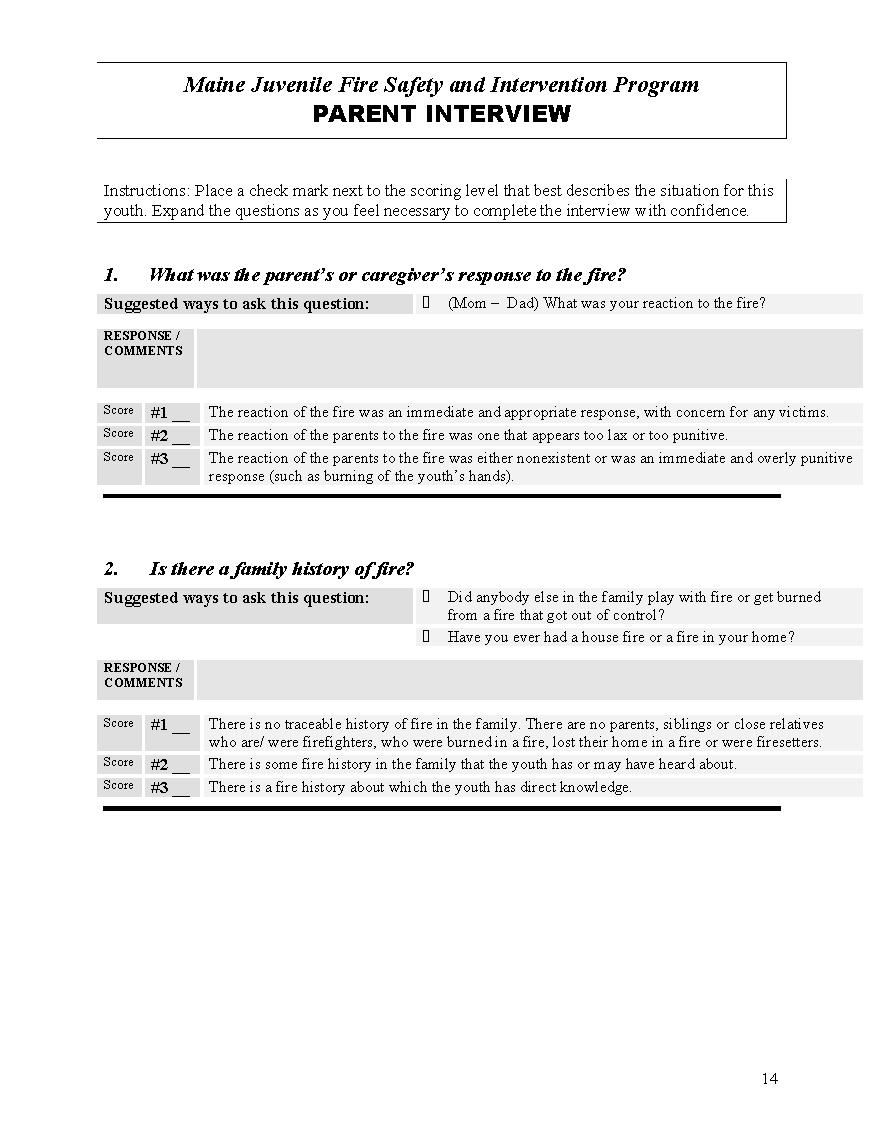 Maine Juvenile Fire Safety and Intervention Program
PARENT INTERVIEW
Instructions: Place a check mark next to the scoring level that best describes the situation for this
youth. Expand the questions as you feel necessary to complete the interview with confidence.
1. What was the parent's or caregiver's response to the fire?
Suggested ways to ask this question: (Mom – Dad) What was your reaction to the fire?
RESPONSE /
COMMENTS
Score #1 __ The reaction of the fire was an immediate and appropriate response, with concern for any victims.
Score #2 __ The reaction of the parents to the fire was one that appears too lax or too punitive.
Score #3 __ The reaction of the parents to the fire was either nonexistent or was an immediate and overly punitive
response (such as burning of the youth's hands).
2. Is there a family history of fire?
Suggested ways to ask this question: Did anybody else in the family play with fire or get burned
from a fire that got out of control?
Have you ever had a house fire or a fire in your home?
RESPONSE /
COMMENTS
Score #1 __ There is no traceable history of fire in the family. There are no parents, siblings or close relatives
who are/ were firefighters, who were burned in a fire, lost their home in a fire or were firesetters.
Score #2 __ There is some fire history in the family that the youth has or may have heard about.
Score #3 __ There is a fire history about which the youth has direct knowledge.
14